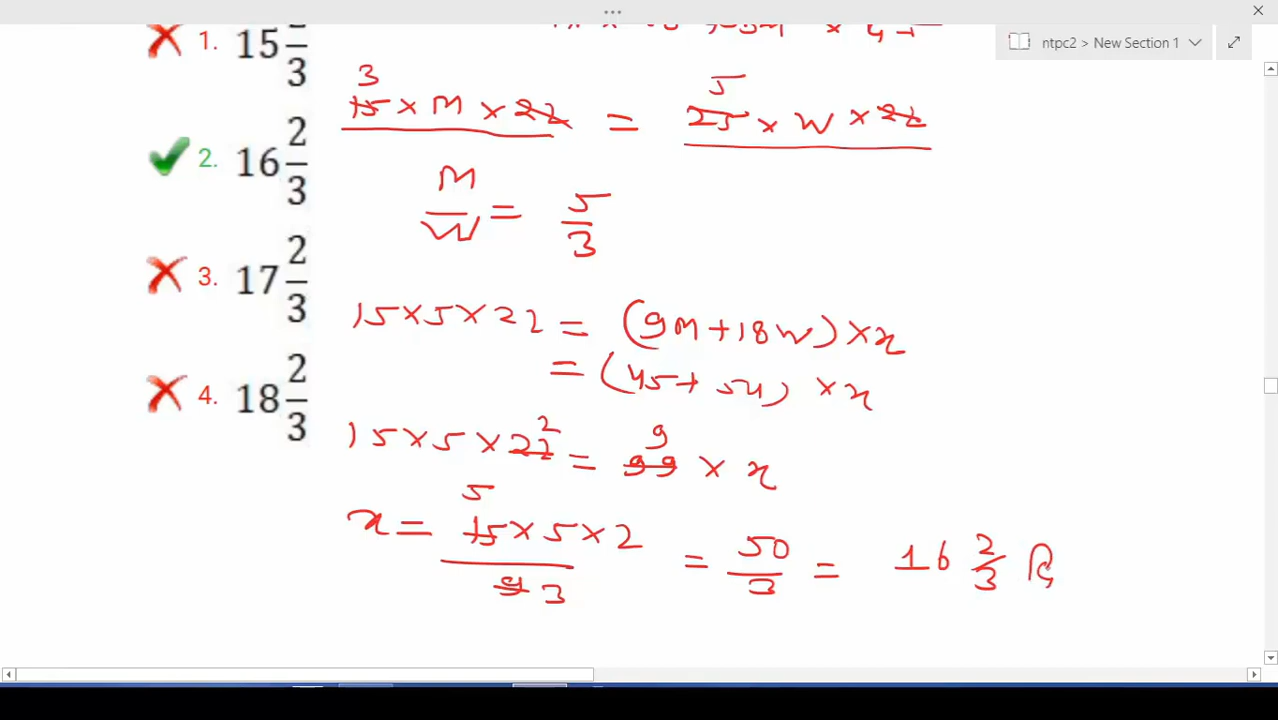 ntpc2 > New Section 1
1. 15 2/3
2. 16 2/3
3. 17 2/3
4. 18 2/3
3 5
15 × M × 22 = 25 × W × 22
M/W = 5/3
15×5×22 = (9M+18W)×x
= (45+54) ×x
2 9
15×5×22 = 99 × x
5
x = 15×5×2 / 9 3 = 50/3 = 16 2/3